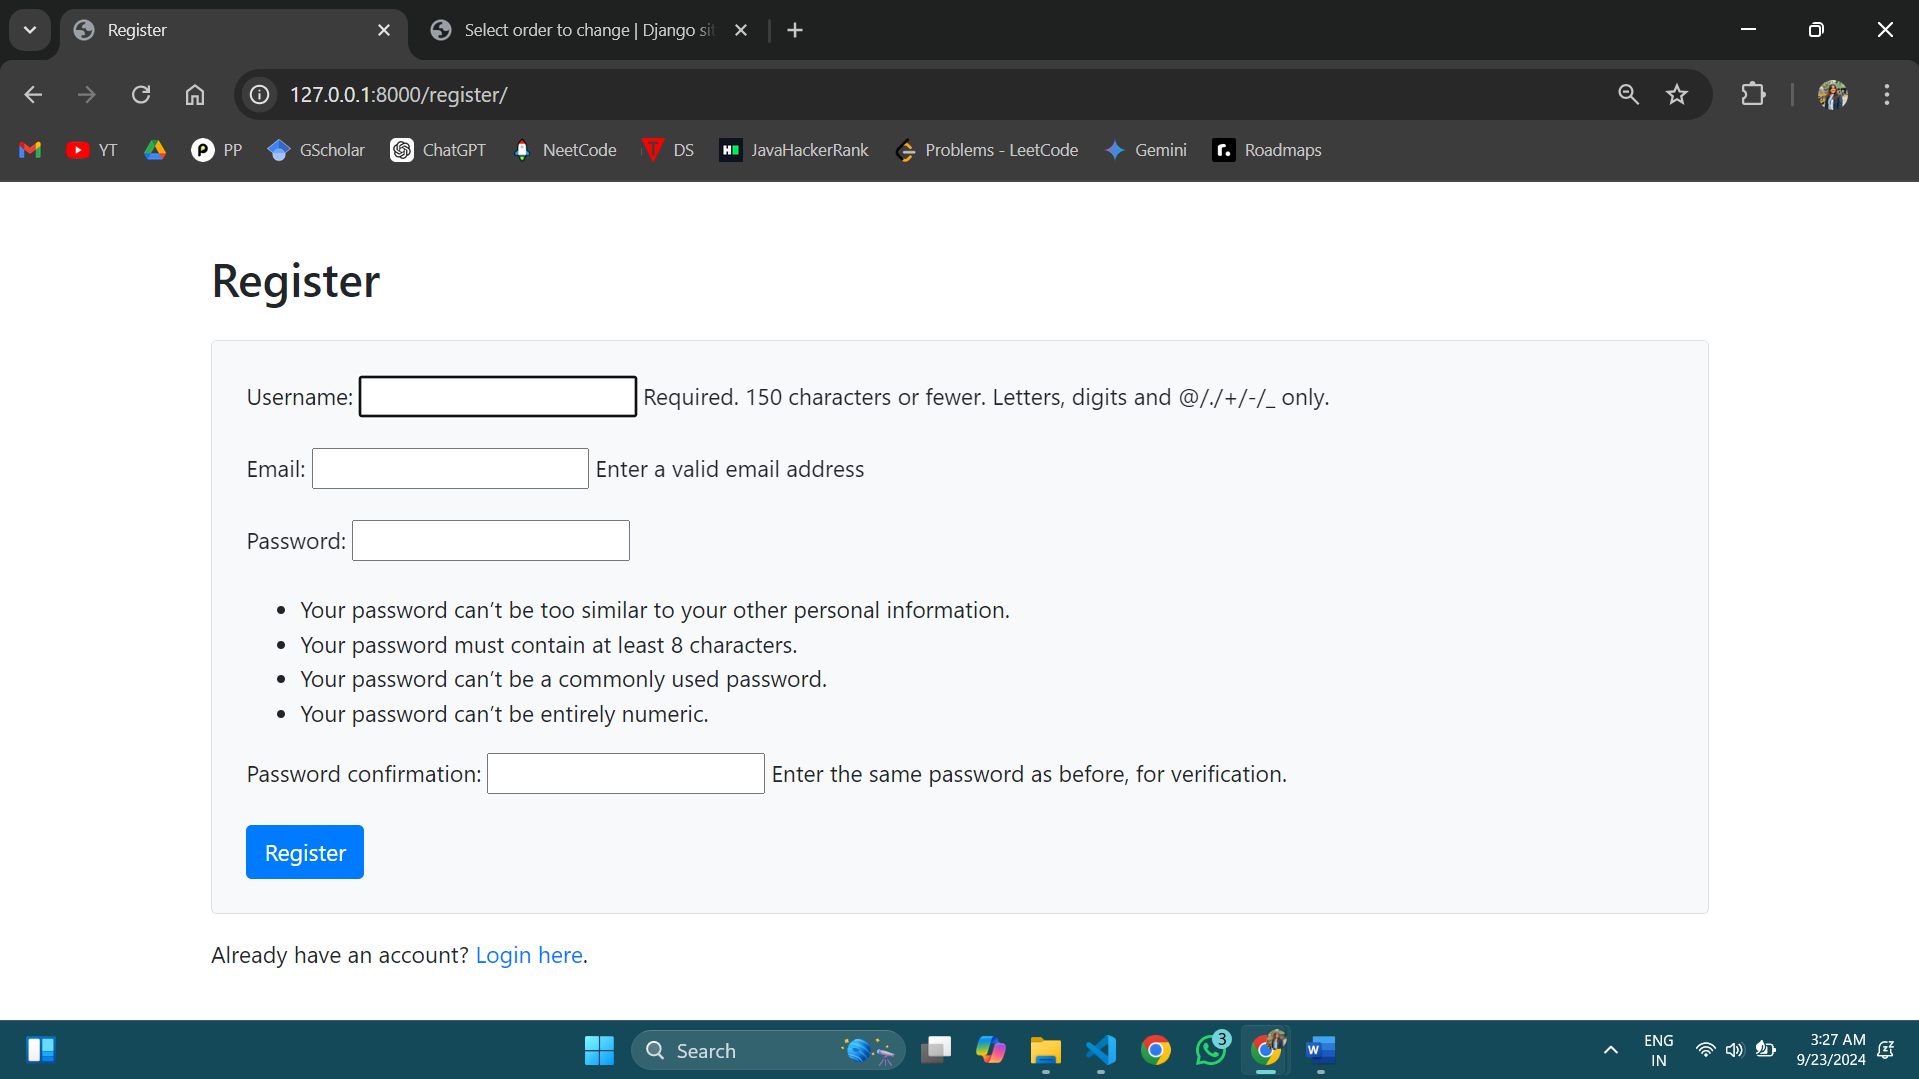 Register
Select order to change | Django sit
127.0.0.1:8000/register/
YT
PP
GScholar
ChatGPT
NeetCode
DS
JavaHackerRank
Problems - LeetCode
Gemini
Roadmaps
Register
Username: Required. 150 characters or fewer. Letters, digits and @/./+/-/_ only.
Email: Enter a valid email address
Password:
• Your password can’t be too similar to your other personal information.
• Your password must contain at least 8 characters.
• Your password can’t be a commonly used password.
• Your password can’t be entirely numeric.
Password confirmation: Enter the same password as before, for verification.
Register
Already have an account? Login here.
Search
3
ENG
IN
3:27 AM
9/23/2024